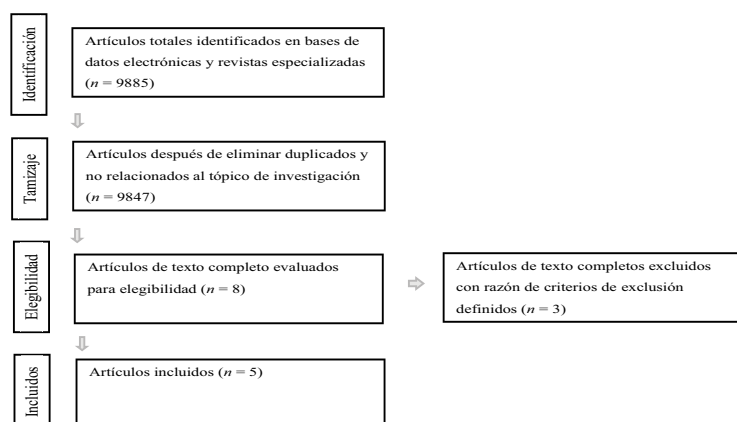 Identificación
Artículos totales identificados en bases de
datos electrónicas y revistas especializadas
(n = 9885)
Tamizaje
Artículos después de eliminar duplicados y
no relacionados al tópico de investigación
(n = 9847)
Elegibilidad
Artículos de texto completo evaluados
para elegibilidad (n = 8)
Artículos de texto completos excluidos
con razón de criterios de exclusión
definidos (n = 3)
Incluidos
Artículos incluidos (n = 5)